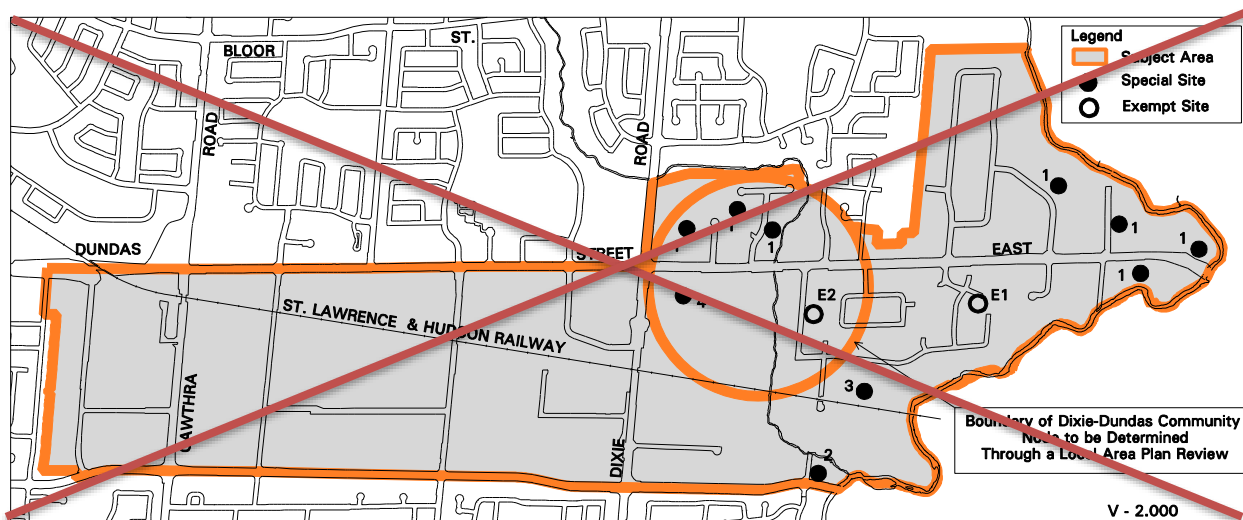 BLOOR
ST.
Legend
Subject Area
Special Site
Exempt Site
ROAD
ROAD
1
1
1
1
1
1
1
DUNDAS
STREET
EAST
4
E2
E1
ST. LAWRENCE & HUDSON RAILWAY
3
CAWTHRA
DIXIE
2
Boundary of Dixie-Dundas Community
Node to be Determined
Through a Local Area Plan Review
V - 2.000